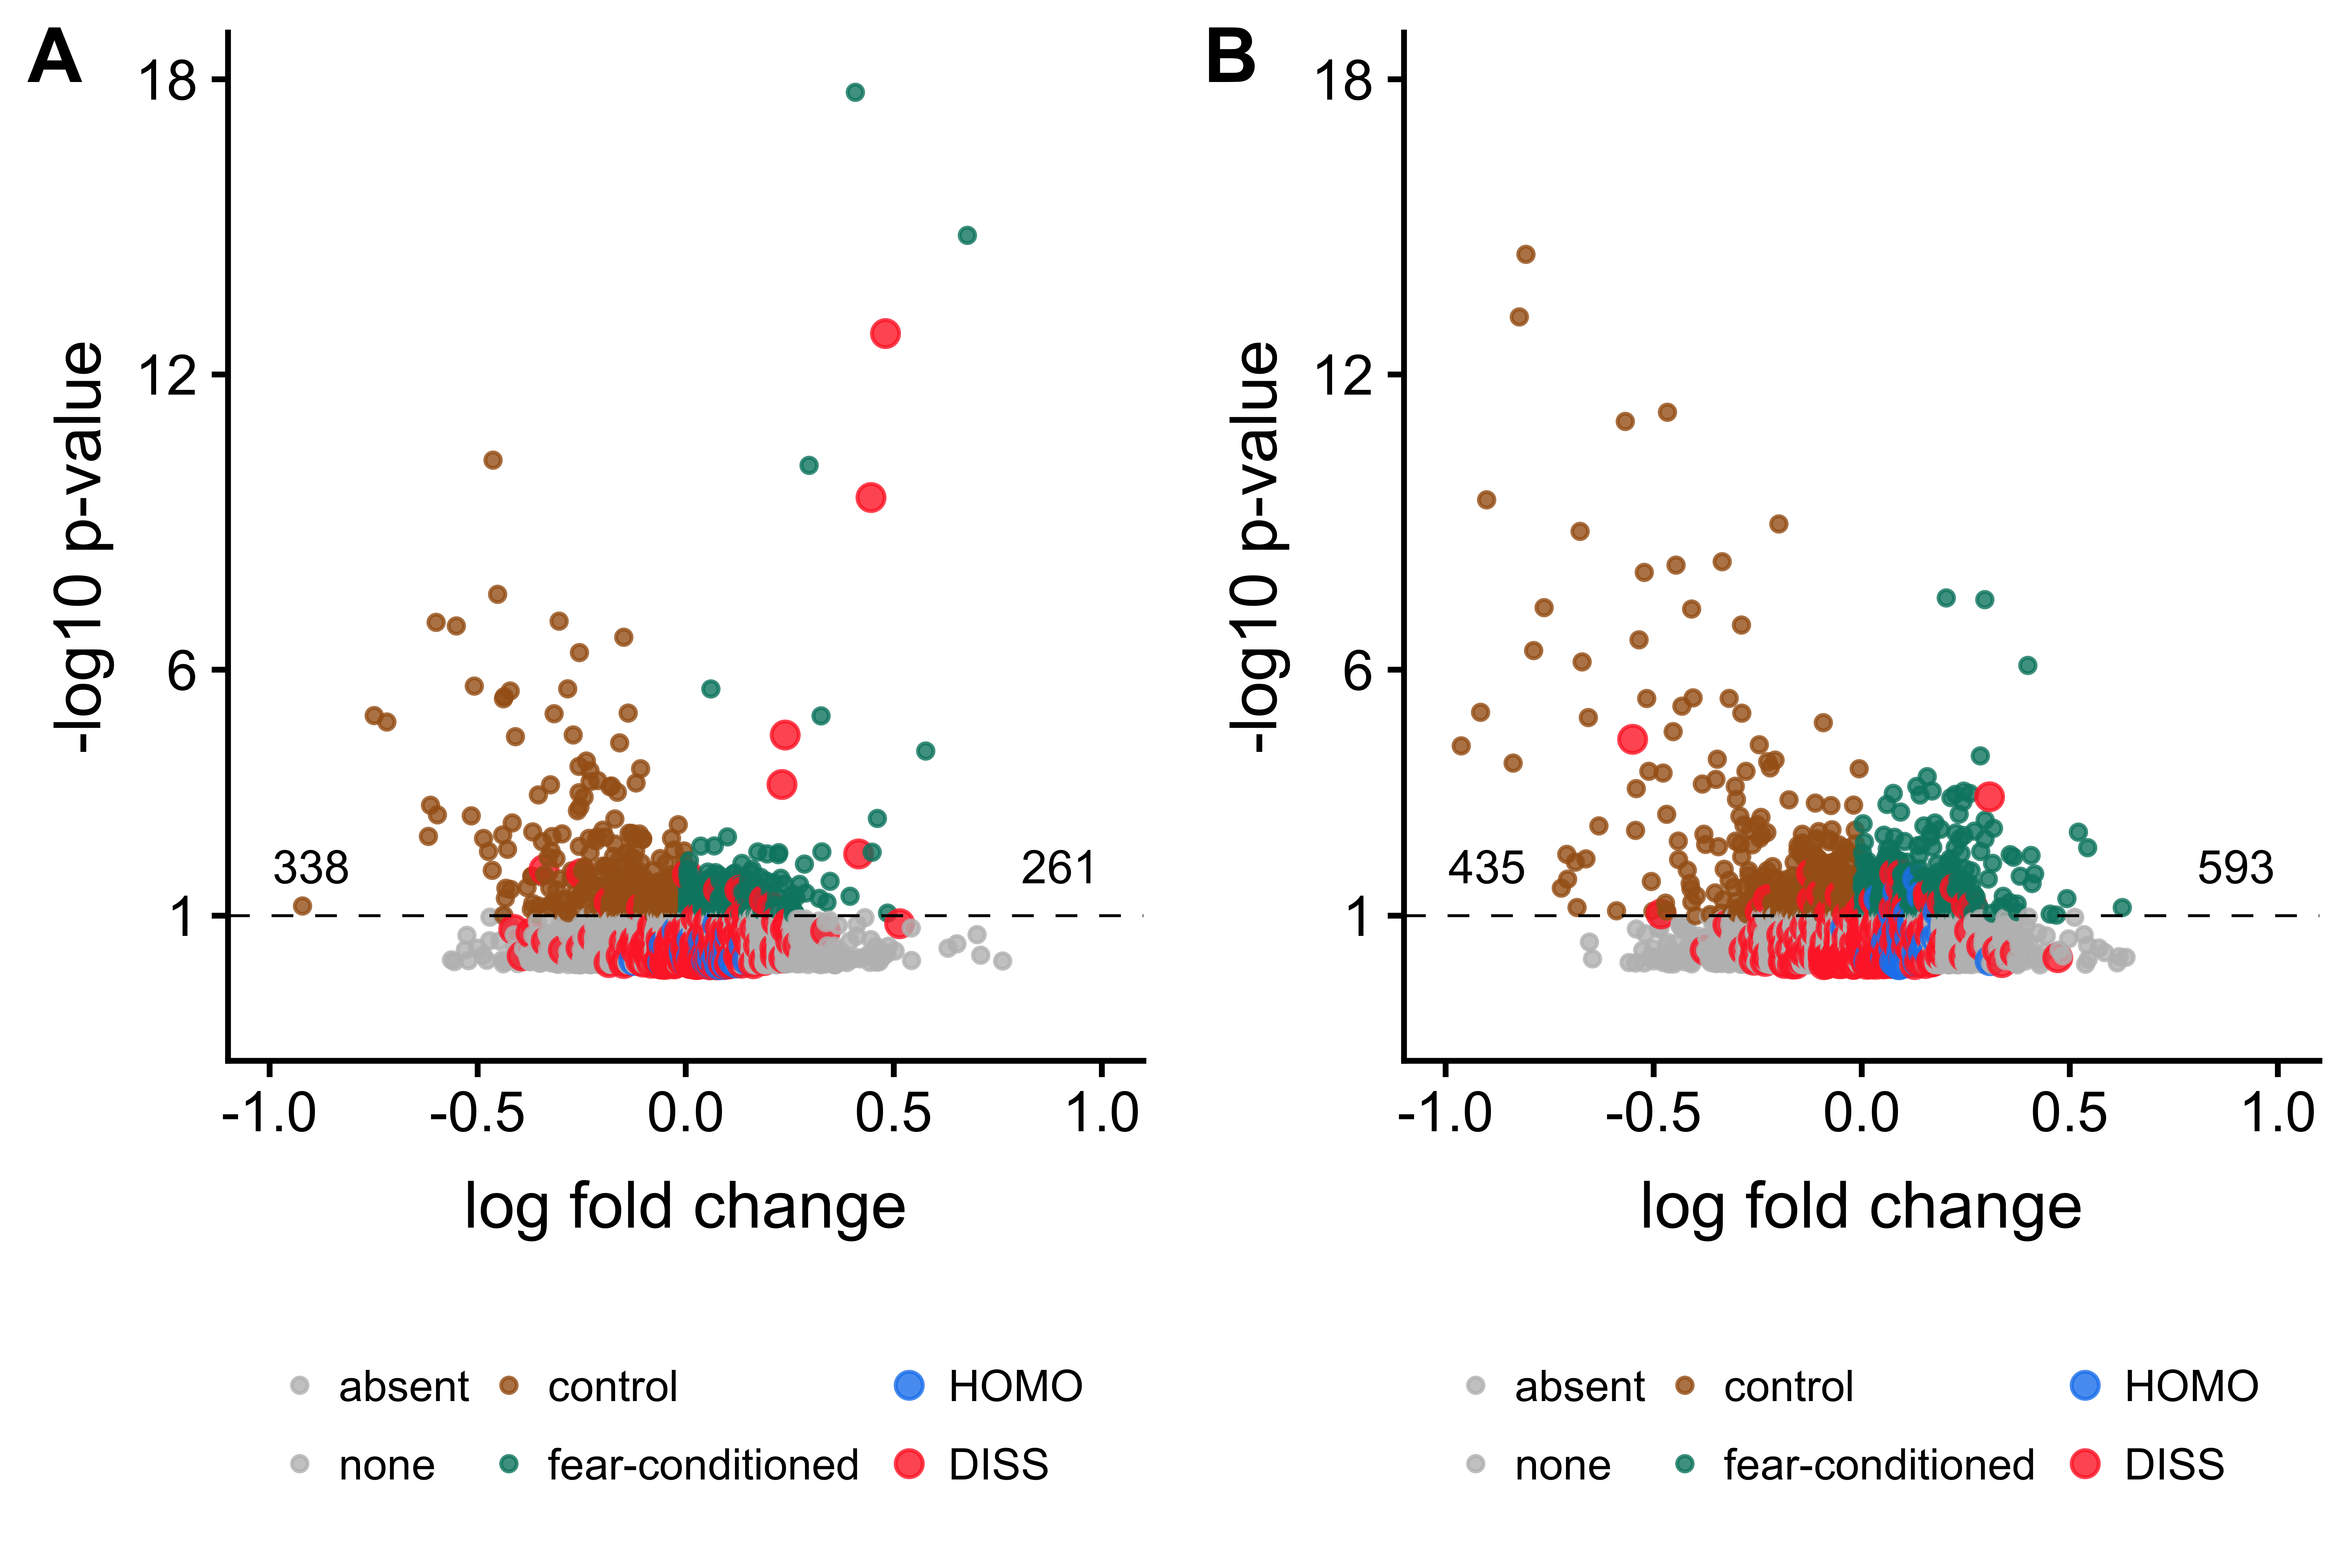 A
18
12
6
1
-log10 p-value
338
261
-1.0 -0.5 0.0 0.5 1.0
log fold change
absent control HOMO
none fear-conditioned DISS
B
18
12
6
1
-log10 p-value
435
593
-1.0 -0.5 0.0 0.5 1.0
log fold change
absent control HOMO
none fear-conditioned DISS